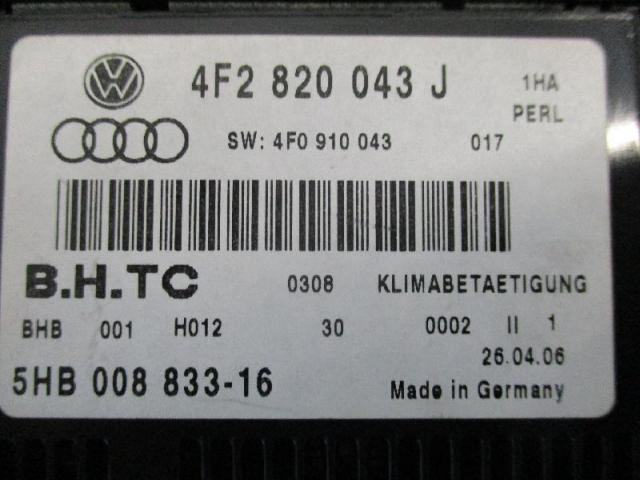 4F2 820 043 J 1HA
PERL
SW: 4F0 910 043 017
B.H.TC 0308 KLIMABETAETIGUNG
BHB 001 H012 30 0002 II 1
26.04.06
5HB 008 833-16 Made in Germany